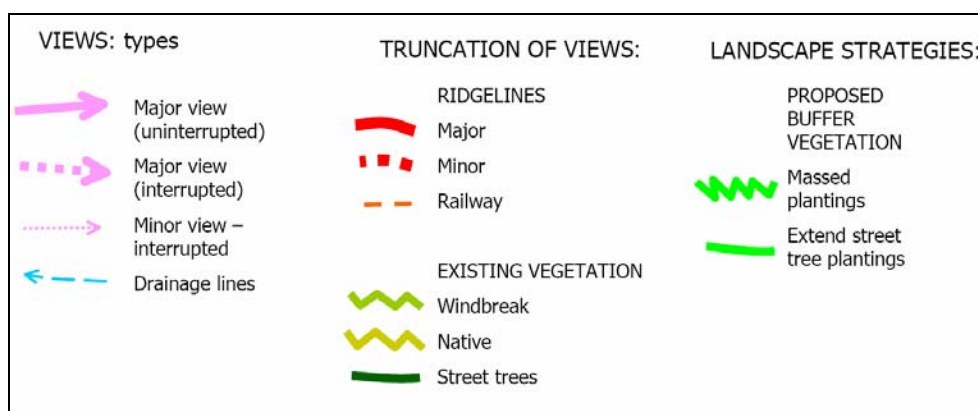 VIEWS: types
Major view
(uninterrupted)
Major view
(interrupted)
Minor view –
interrupted
Drainage lines
TRUNCATION OF VIEWS:
RIDGELINES
Major
Minor
Railway
EXISTING VEGETATION
Windbreak
Native
Street trees
LANDSCAPE STRATEGIES:
PROPOSED
BUFFER
VEGETATION
Massed
plantings
Extend street
tree plantings